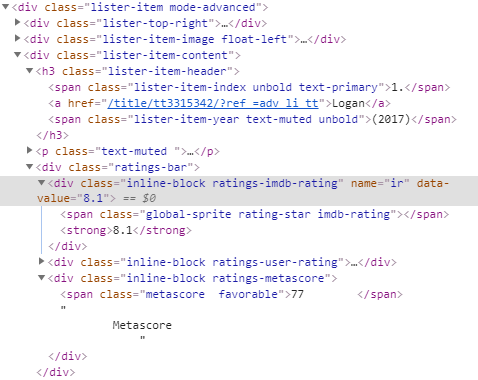 ▼<div class="lister-item mode-advanced">
▶<div class="lister-top-right">…</div>
▶<div class="lister-item-image float-left">…</div>
▼<div class="lister-item-content">
▼<h3 class="lister-item-header">
<span class="lister-item-index unbold text-primary">1.</span>
<a href="/title/tt3315342/?ref_=adv_li_tt">Logan</a>
<span class="lister-item-year text-muted unbold">(2017)</span>
</h3>
▶<p class="text-muted ">…</p>
▼<div class="ratings-bar">
▼<div class="inline-block ratings-imdb-rating" name="ir" data-
value="8.1"> == $0
<span class="global-sprite rating-star imdb-rating"></span>
<strong>8.1</strong>
</div>
▶<div class="inline-block ratings-user-rating">…</div>
▼<div class="inline-block ratings-metascore">
<span class="metascore  favorable">77        </span>
"
Metascore
"
</div>
</div>